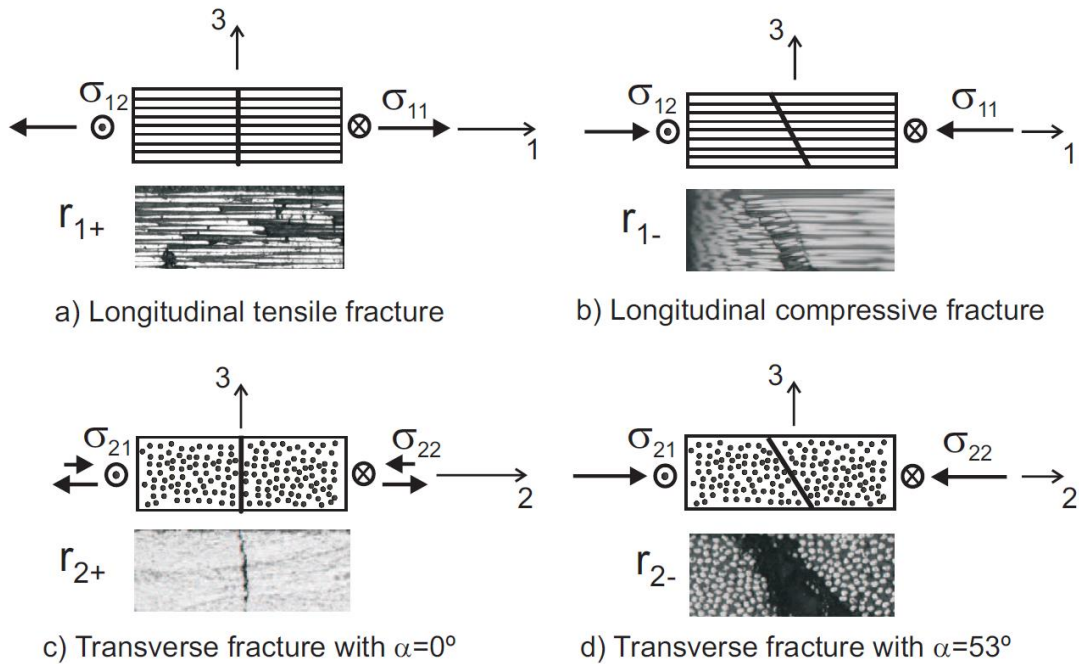 3
σ12
σ11
1
r1+
a) Longitudinal tensile fracture
3
σ12
σ11
1
r1-
b) Longitudinal compressive fracture
3
σ21
σ22
2
r2+
c) Transverse fracture with α=0º
3
σ21
σ22
2
r2-
d) Transverse fracture with α=53º